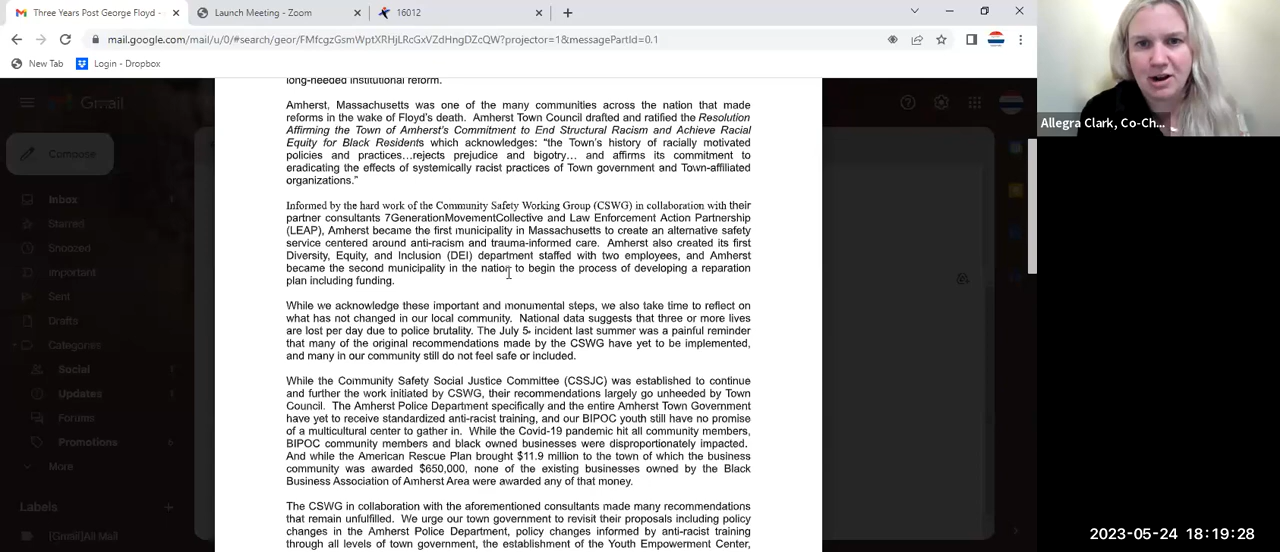 Three Years Post George Floyd -
Launch Meeting - Zoom
16012
mail.google.com/mail/u/0/#search/geor/FMfcgzGsmWptXRHjLRcGxVZdHngDZcQW?projector=1&messagePartId=0.1
New Tab
Login - Dropbox
Gmail
Compose
Inbox
Starred
Snoozed
Important
Sent
Drafts
Categories
Social
Updates
Forums
Promotions
More
Labels
[Gmail]All Mail
long-needed institutional reform.
Amherst, Massachusetts was one of the many communities across the nation that made
reforms in the wake of Floyd's death. Amherst Town Council drafted and ratified the Resolution
Affirming the Town of Amherst's Commitment to End Structural Racism and Achieve Racial
Equity for Black Residents which acknowledges: “the Town's history of racially motivated
policies and practices…rejects prejudice and bigotry… and affirms its commitment to
eradicating the effects of systemically racist practices of Town government and Town-affiliated
organizations.”
Informed by the hard work of the Community Safety Working Group (CSWG) in collaboration with their
partner consultants 7GenerationMovementCollective and Law Enforcement Action Partnership
(LEAP), Amherst became the first municipality in Massachusetts to create an alternative safety
service centered around anti-racism and trauma-informed care. Amherst also created its first
Diversity, Equity, and Inclusion (DEI) department staffed with two employees, and Amherst
became the second municipality in the nation to begin the process of developing a reparation
plan including funding.
While we acknowledge these important and monumental steps, we also take time to reflect on
what has not changed in our local community. National data suggests that three or more lives
are lost per day due to police brutality. The July 5 incident last summer was a painful reminder
that many of the original recommendations made by the CSWG have yet to be implemented,
and many in our community still do not feel safe or included.
While the Community Safety Social Justice Committee (CSSJC) was established to continue
and further the work initiated by CSWG, their recommendations largely go unheeded by Town
Council. The Amherst Police Department specifically and the entire Amherst Town Government
have yet to receive standardized anti-racist training, and our BIPOC youth still have no promise
of a multicultural center to gather in. While the Covid-19 pandemic hit all community members,
BIPOC community members and black owned businesses were disproportionately impacted.
And while the American Rescue Plan brought $11.9 million to the town of which the business
community was awarded $650,000, none of the existing businesses owned by the Black
Business Association of Amherst Area were awarded any of that money.
The CSWG in collaboration with the aforementioned consultants made many recommendations
that remain unfulfilled. We urge our town government to revisit their proposals including policy
changes in the Amherst Police Department, policy changes informed by anti-racist training
through all levels of town government, the establishment of the Youth Empowerment Center,
Allegra Clark, Co-Ch...
2023-05-24 18:19:28